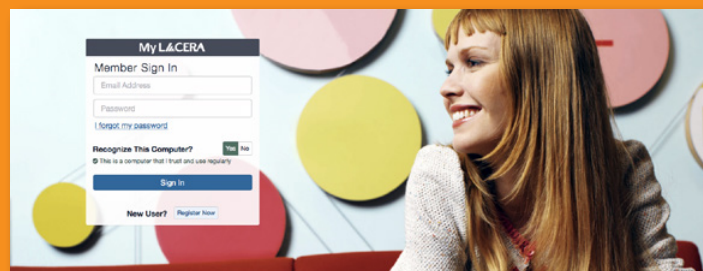 My LACERA
Member Sign In
Email Address
Password
I forgot my password
Recognize This Computer? Yes No
This is a computer that I trust and use regularly
Sign In
New User? Register Now